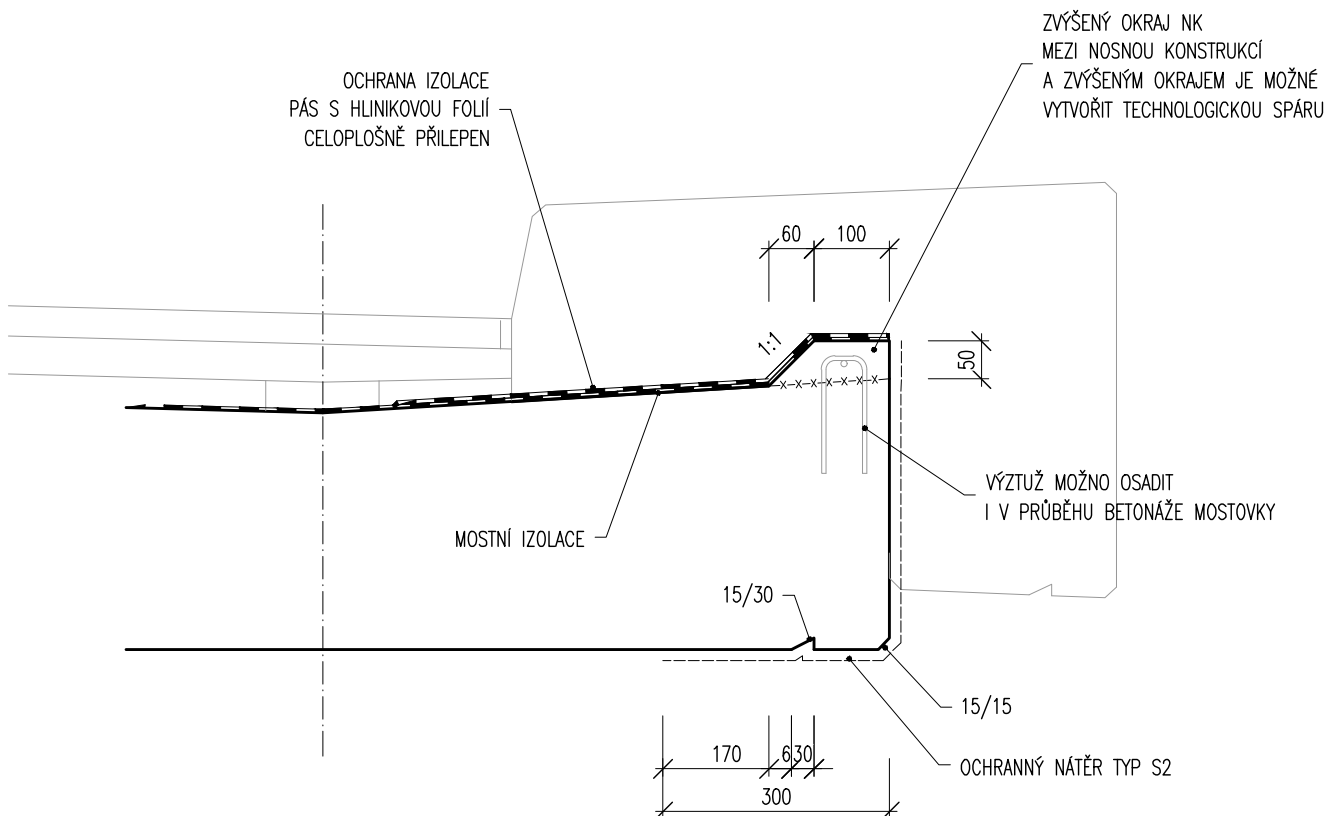 ZVÝŠENÝ OKRAJ NK
MEZI NOSNOU KONSTRUKCÍ
A ZVÝŠENÝM OKRAJEM JE MOŽNÉ
VYTVOŘIT TECHNOLOGICKOU SPÁRU
OCHRANA IZOLACE
PÁS S HLINIKOVOU FOLIÍ
CELOPLOŠNĚ PŘILEPEN
60
100
1:1
50
VÝZTUŽ MOŽNO OSADIT
I V PRŮBĚHU BETONÁŽE MOSTOVKY
MOSTNÍ IZOLACE
15/30
15/15
170
630
OCHRANNÝ NÁTĚR TYP S2
300